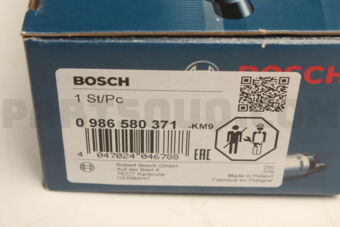 BOSCH
1 St/Pc
0 986 580 371 -KM9
4 047024 046788
EAC
Robert Bosch GmbH
Auf der Breit 4
76227 Karlsruhe
GERMANY
Made in Poland
Fabriqué en Pologne